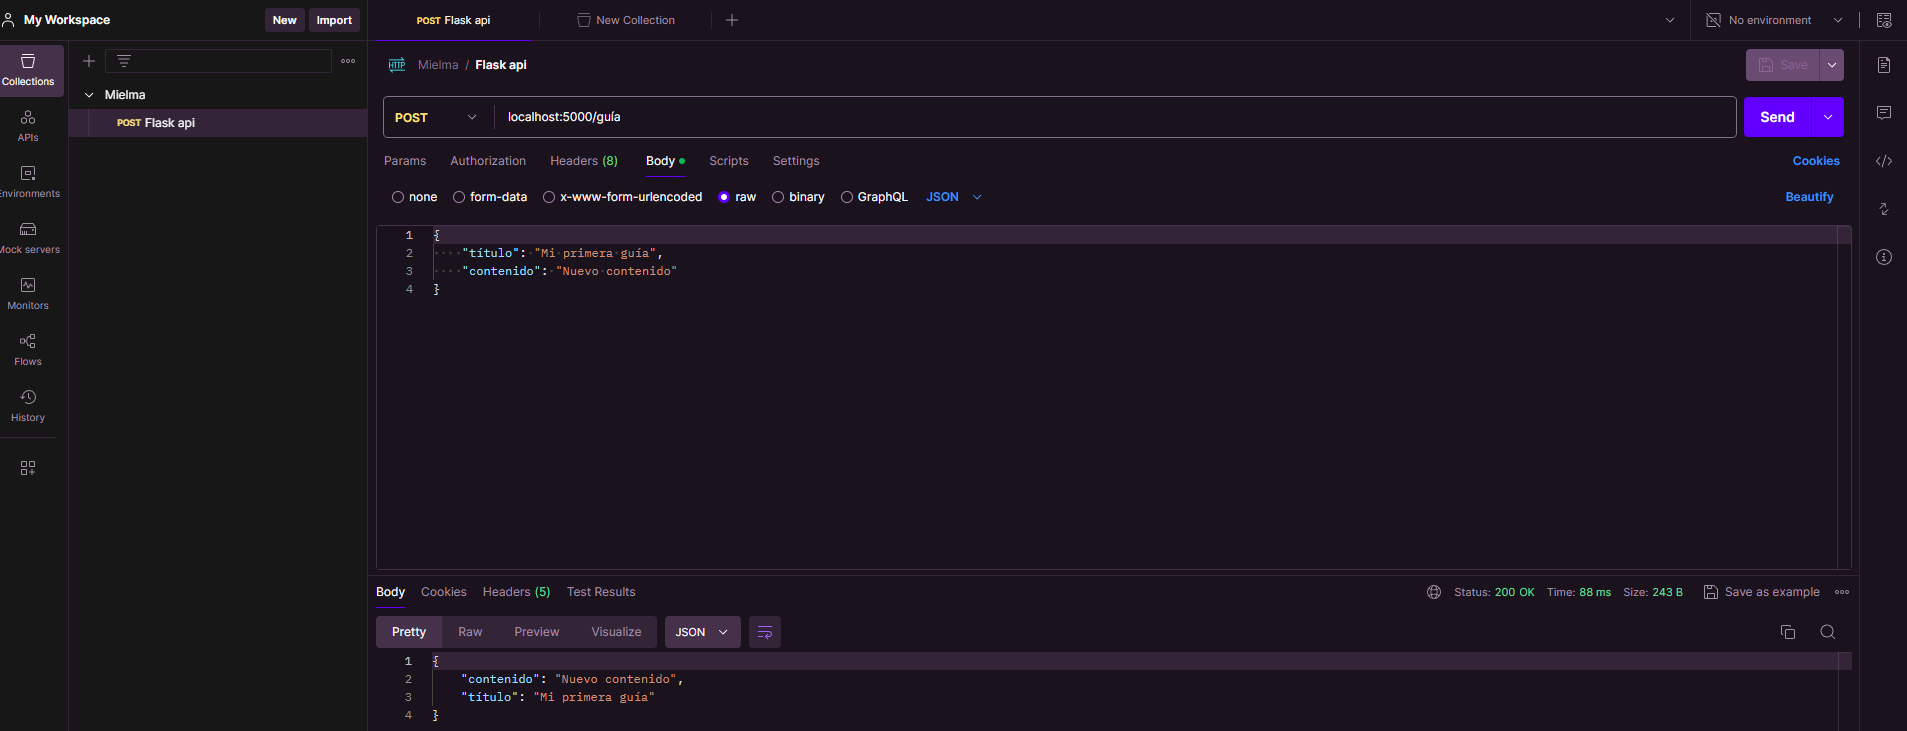 My Workspace New Import
POST Flask api New Collection No environment
Collections
APIs
Environments
Mock servers
Monitors
Flows
History
Mielma
POST Flask api
HTTP Mielma / Flask api Save
POST localhost:5000/guía Send
Params Authorization Headers (8) Body Scripts Settings Cookies
none form-data x-www-form-urlencoded raw binary GraphQL JSON Beautify
1 {
2 "título": "Mi primera guía",
3 "contenido": "Nuevo contenido"
4 }
Body Cookies Headers (5) Test Results Status: 200 OK Time: 88 ms Size: 243 B Save as example
Pretty Raw Preview Visualize JSON
1 {
2 "contenido": "Nuevo contenido",
3 "título": "Mi primera guía"
4 }